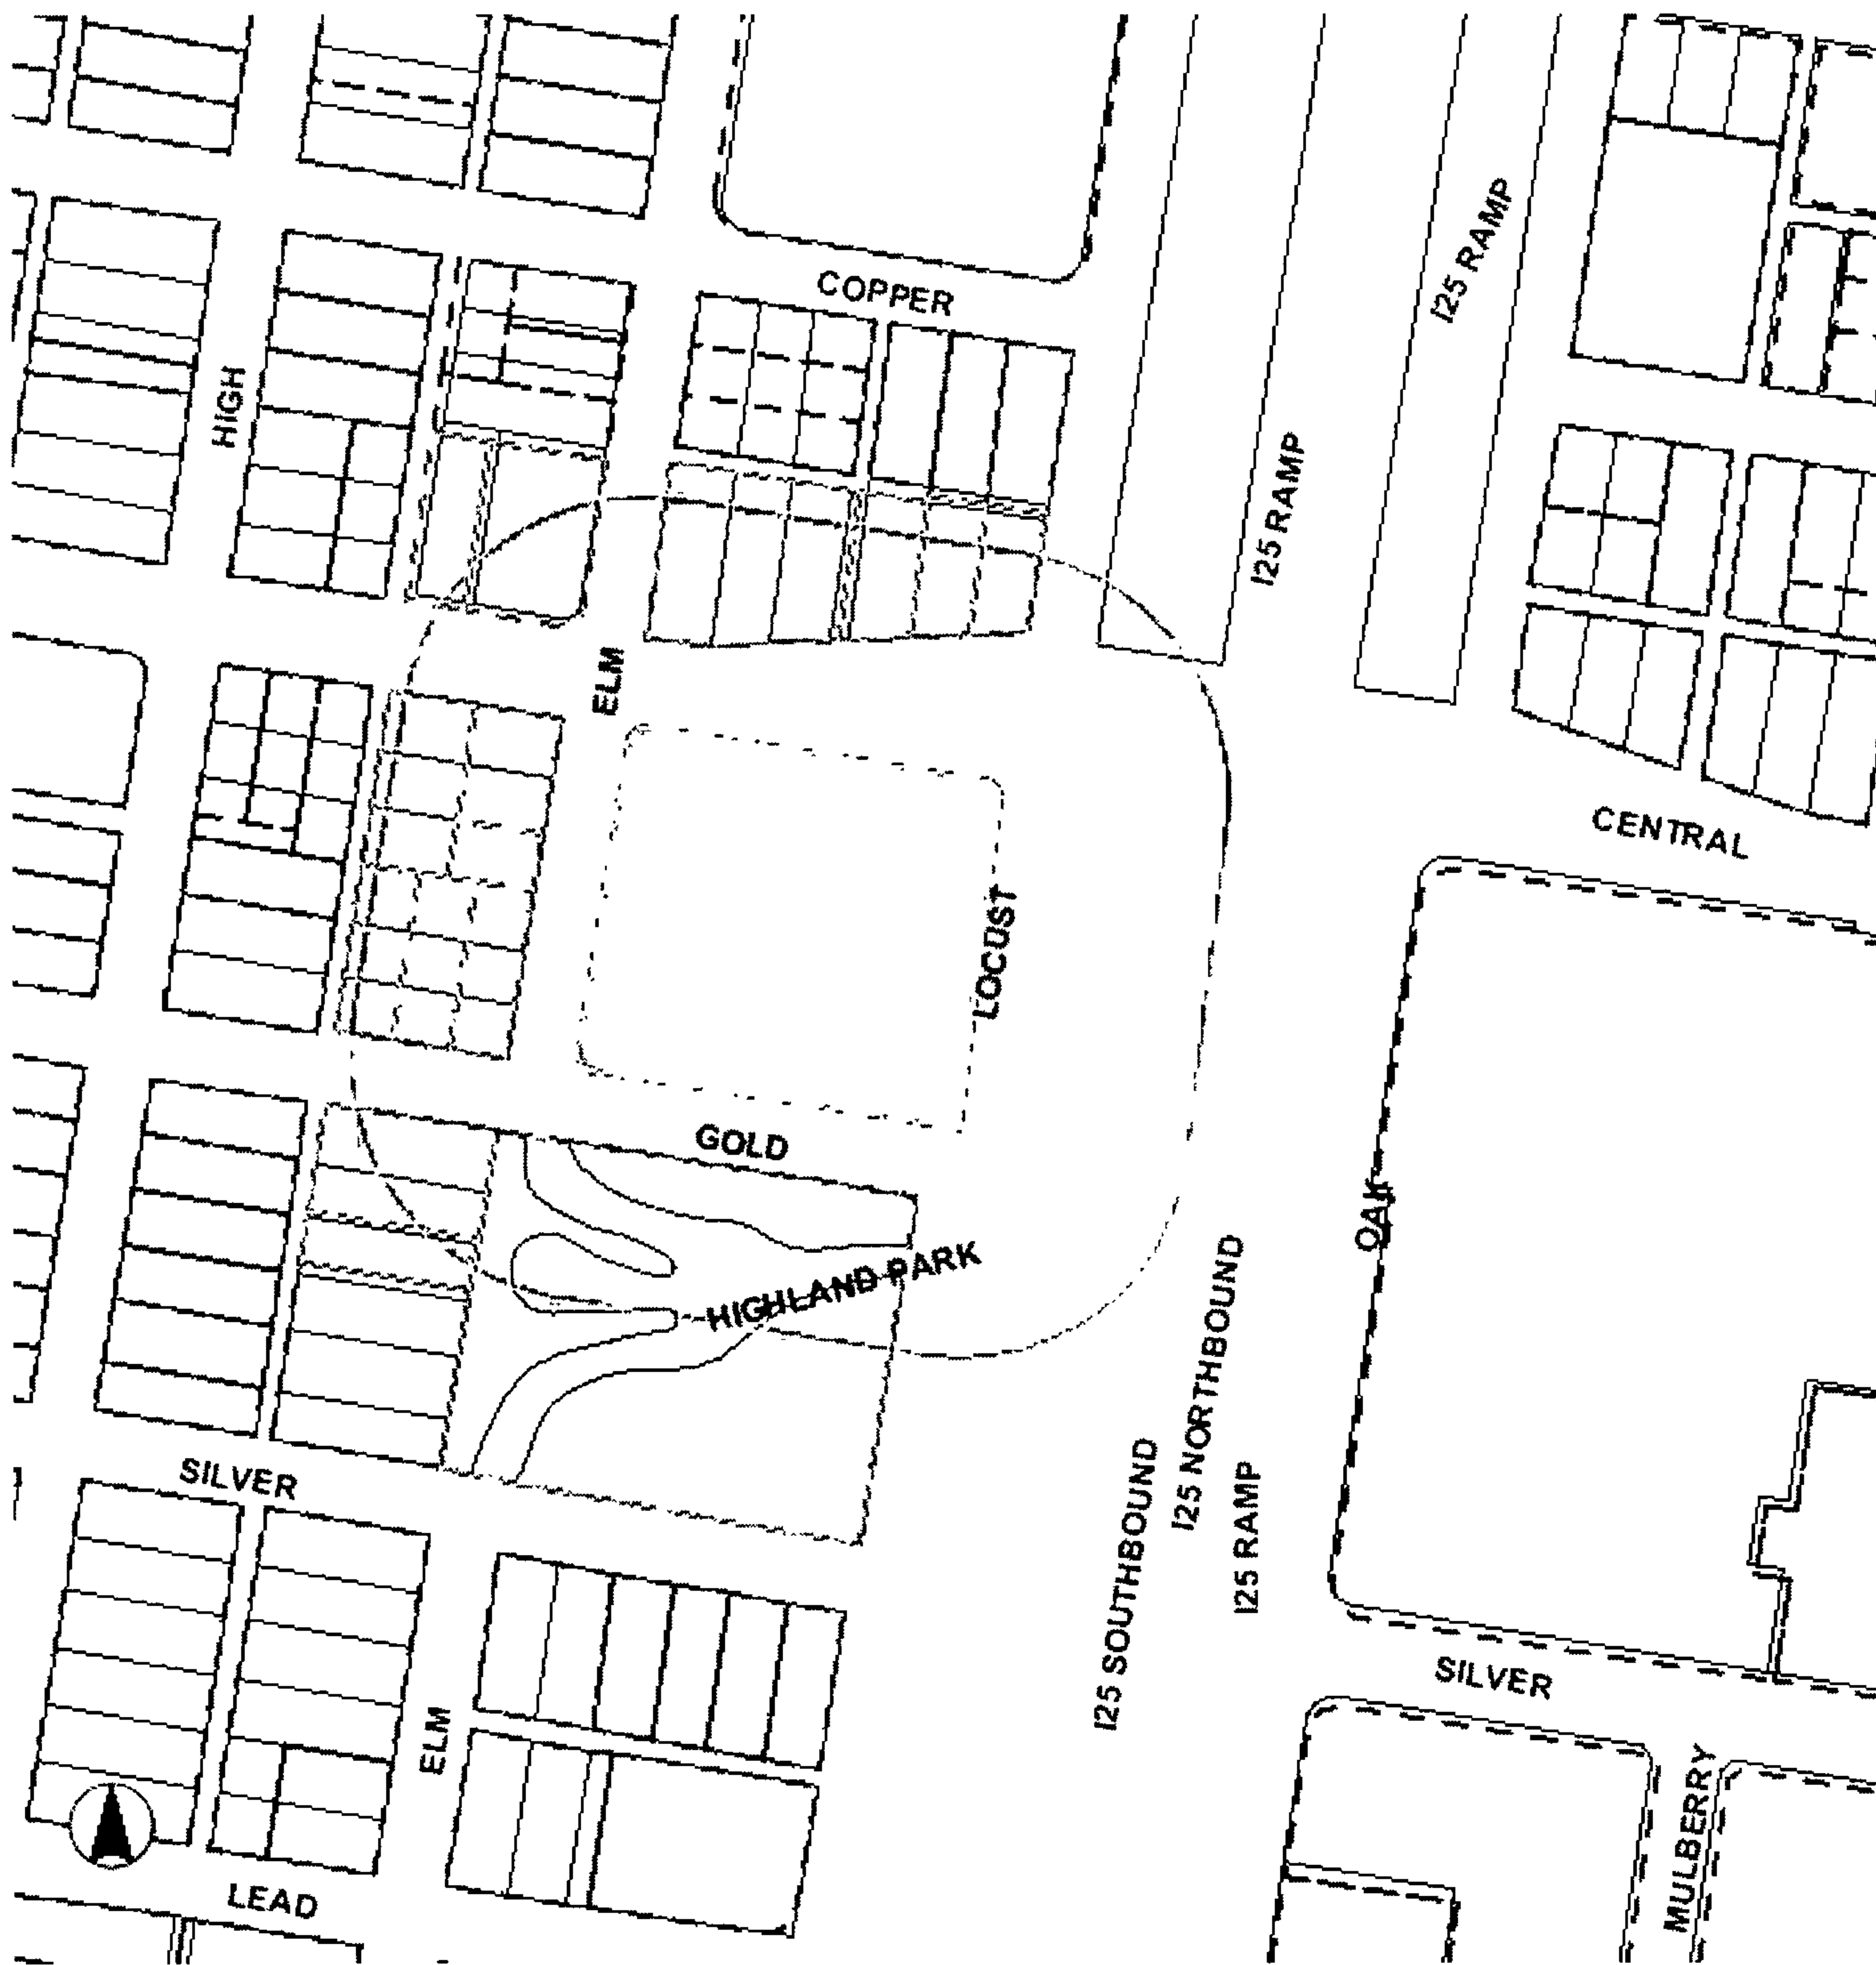 COPPER
I25 RAMP
HIGH
I25 RAMP
ELM
CENTRAL
LOCUST
GOLD
OAK
HIGHLAND PARK
I25 NORTHBOUND
I25 SOUTHBOUND
I25 RAMP
SILVER
SILVER
ELM
MULBERRY
LEAD